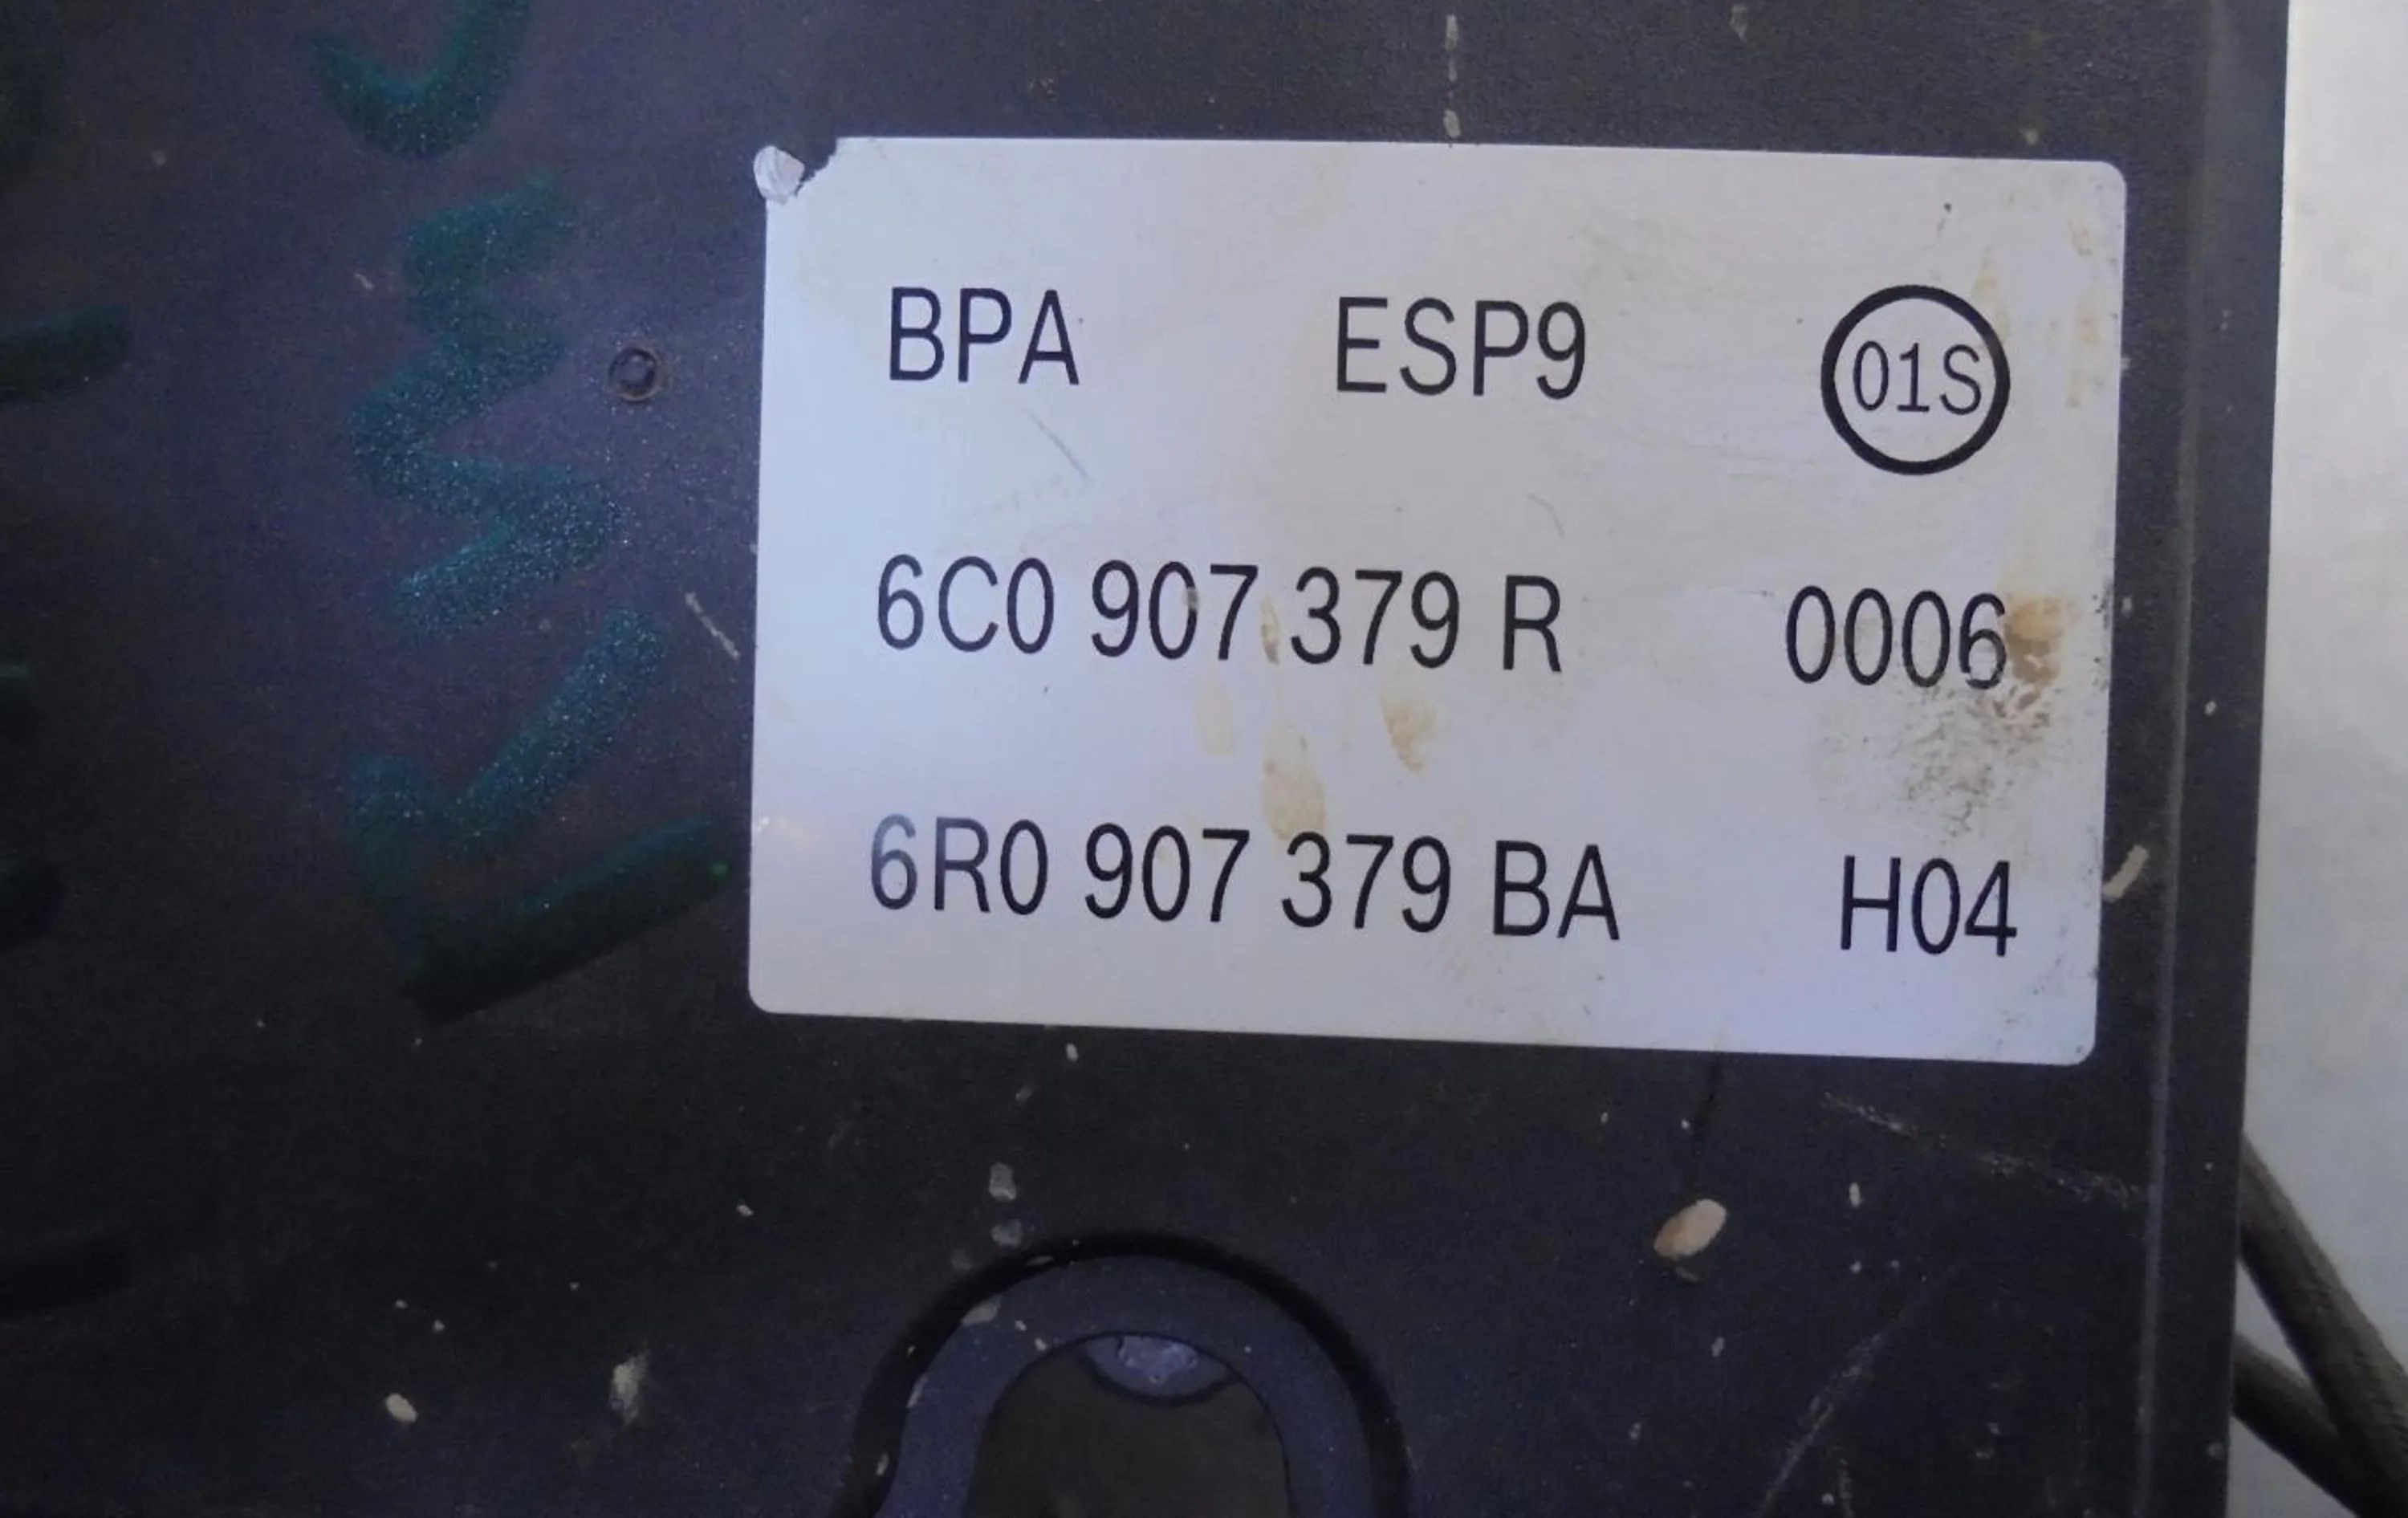 BPA ESP9 01S
6C0 907 379 R 0006
6R0 907 379 BA H04